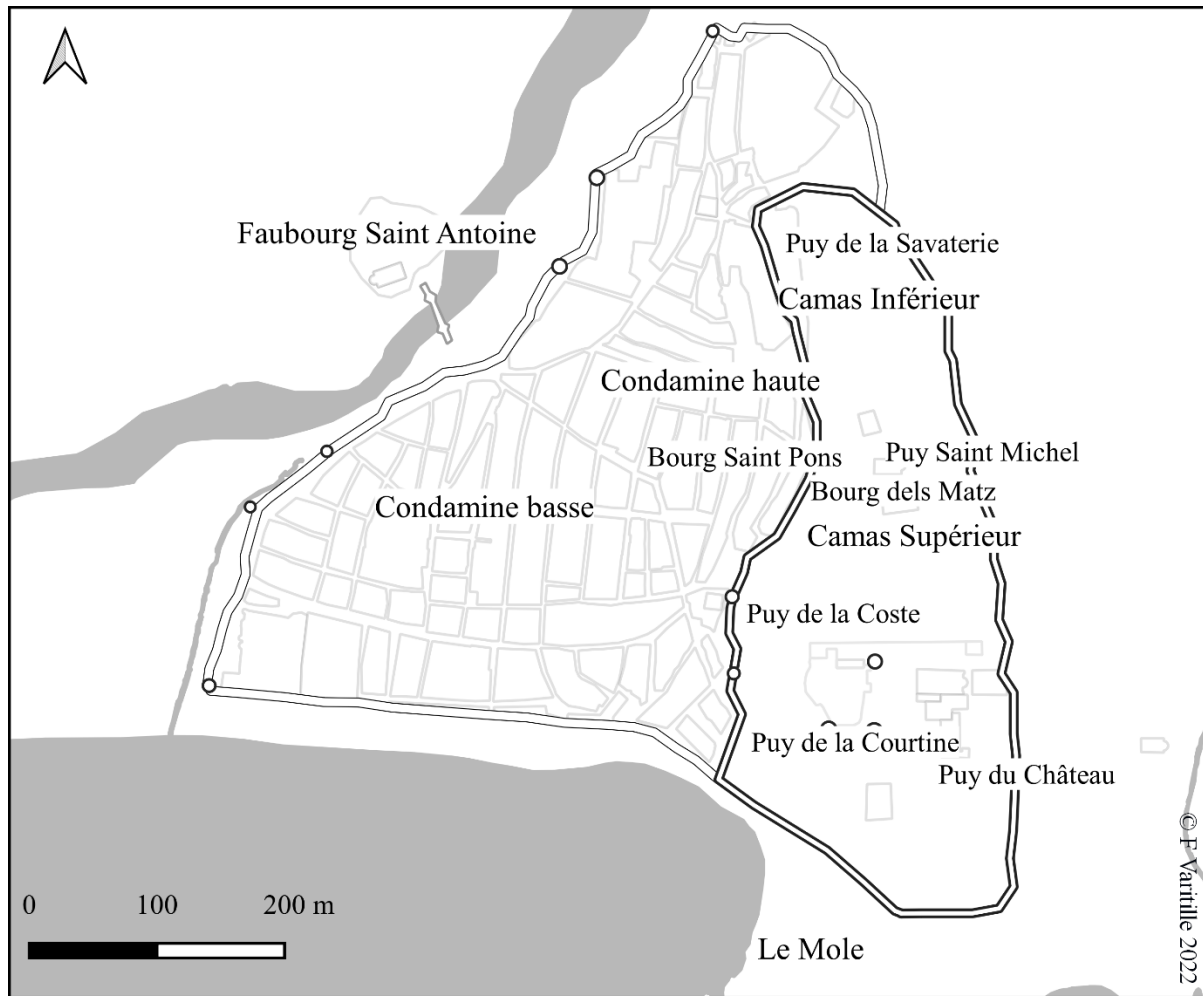 Faubourg Saint Antoine
Puy de la Savaterie
Camas Inférieur
Condamine haute
Bourg Saint Pons
Puy Saint Michel
Bourg dels Matz
Condamine basse
Camas Supérieur
Puy de la Coste
Puy de la Courtine
Puy du Château
0 100 200 m
Le Mole
© F Varitille 2022